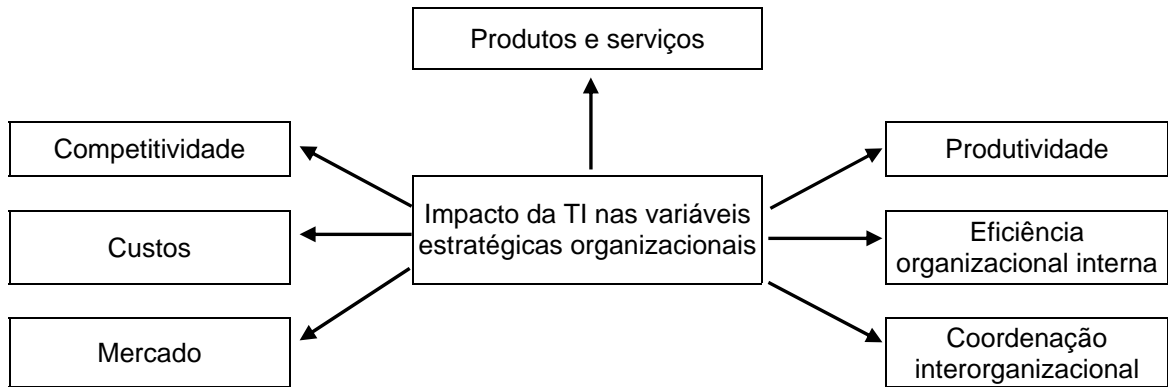 Produtos e serviços
Competitividade
Produtividade
Impacto da TI nas variáveis
estratégicas organizacionais
Custos
Eficiência
organizacional interna
Mercado
Coordenação
interorganizacional